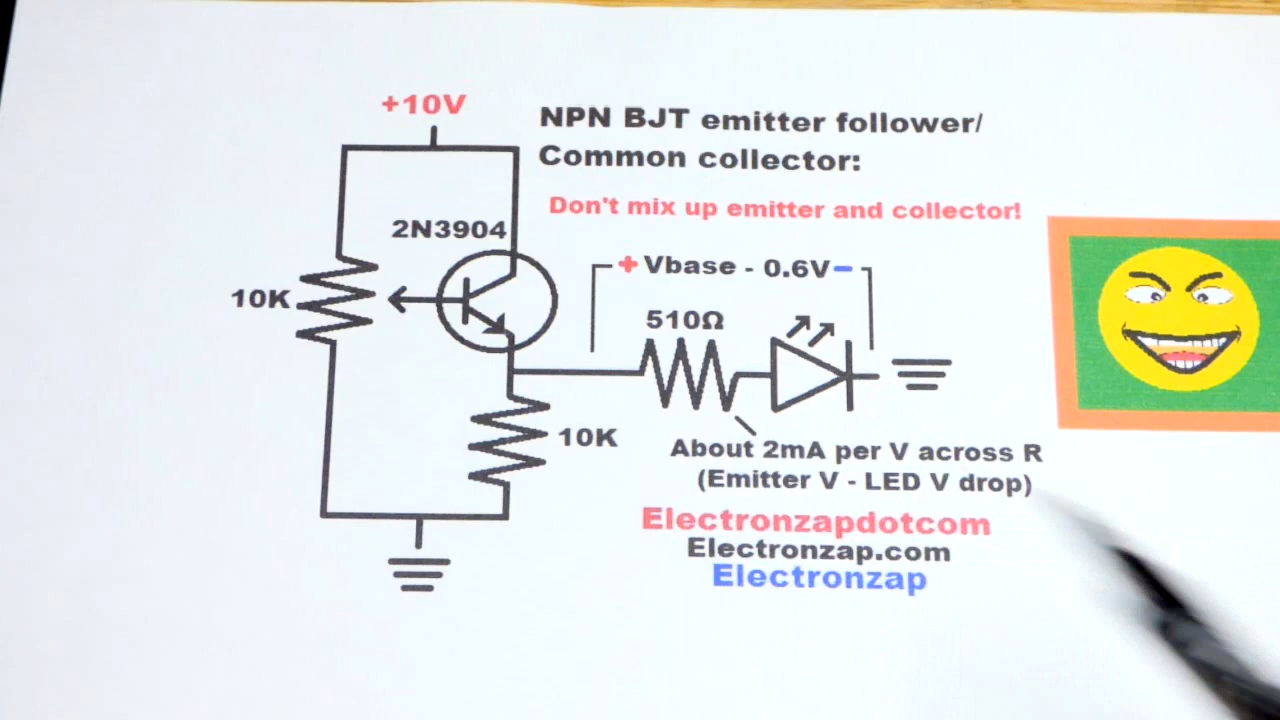 +10V
NPN BJT emitter follower/
Common collector:
Don't mix up emitter and collector!
2N3904
+ Vbase - 0.6V -
10K
510Ω
10K
About 2mA per V across R
(Emitter V - LED V drop)
Electronzapdotcom
Electronzap.com
Electronzap